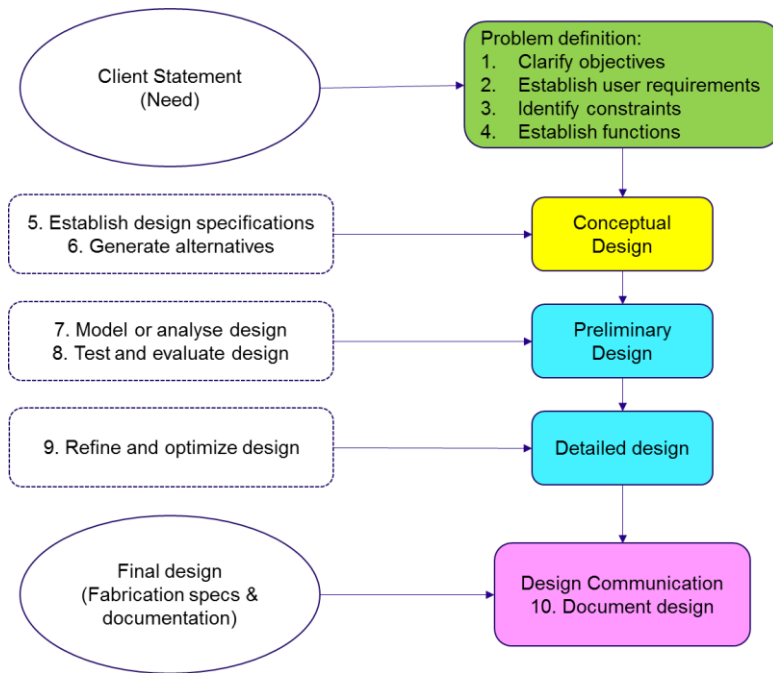 Client Statement
(Need)
Problem definition:
1. Clarify objectives
2. Establish user requirements
3. Identify constraints
4. Establish functions
5. Establish design specifications
6. Generate alternatives
Conceptual
Design
7. Model or analyse design
8. Test and evaluate design
Preliminary
Design
9. Refine and optimize design
Detailed design
Final design
(Fabrication specs &
documentation)
Design Communication
10. Document design